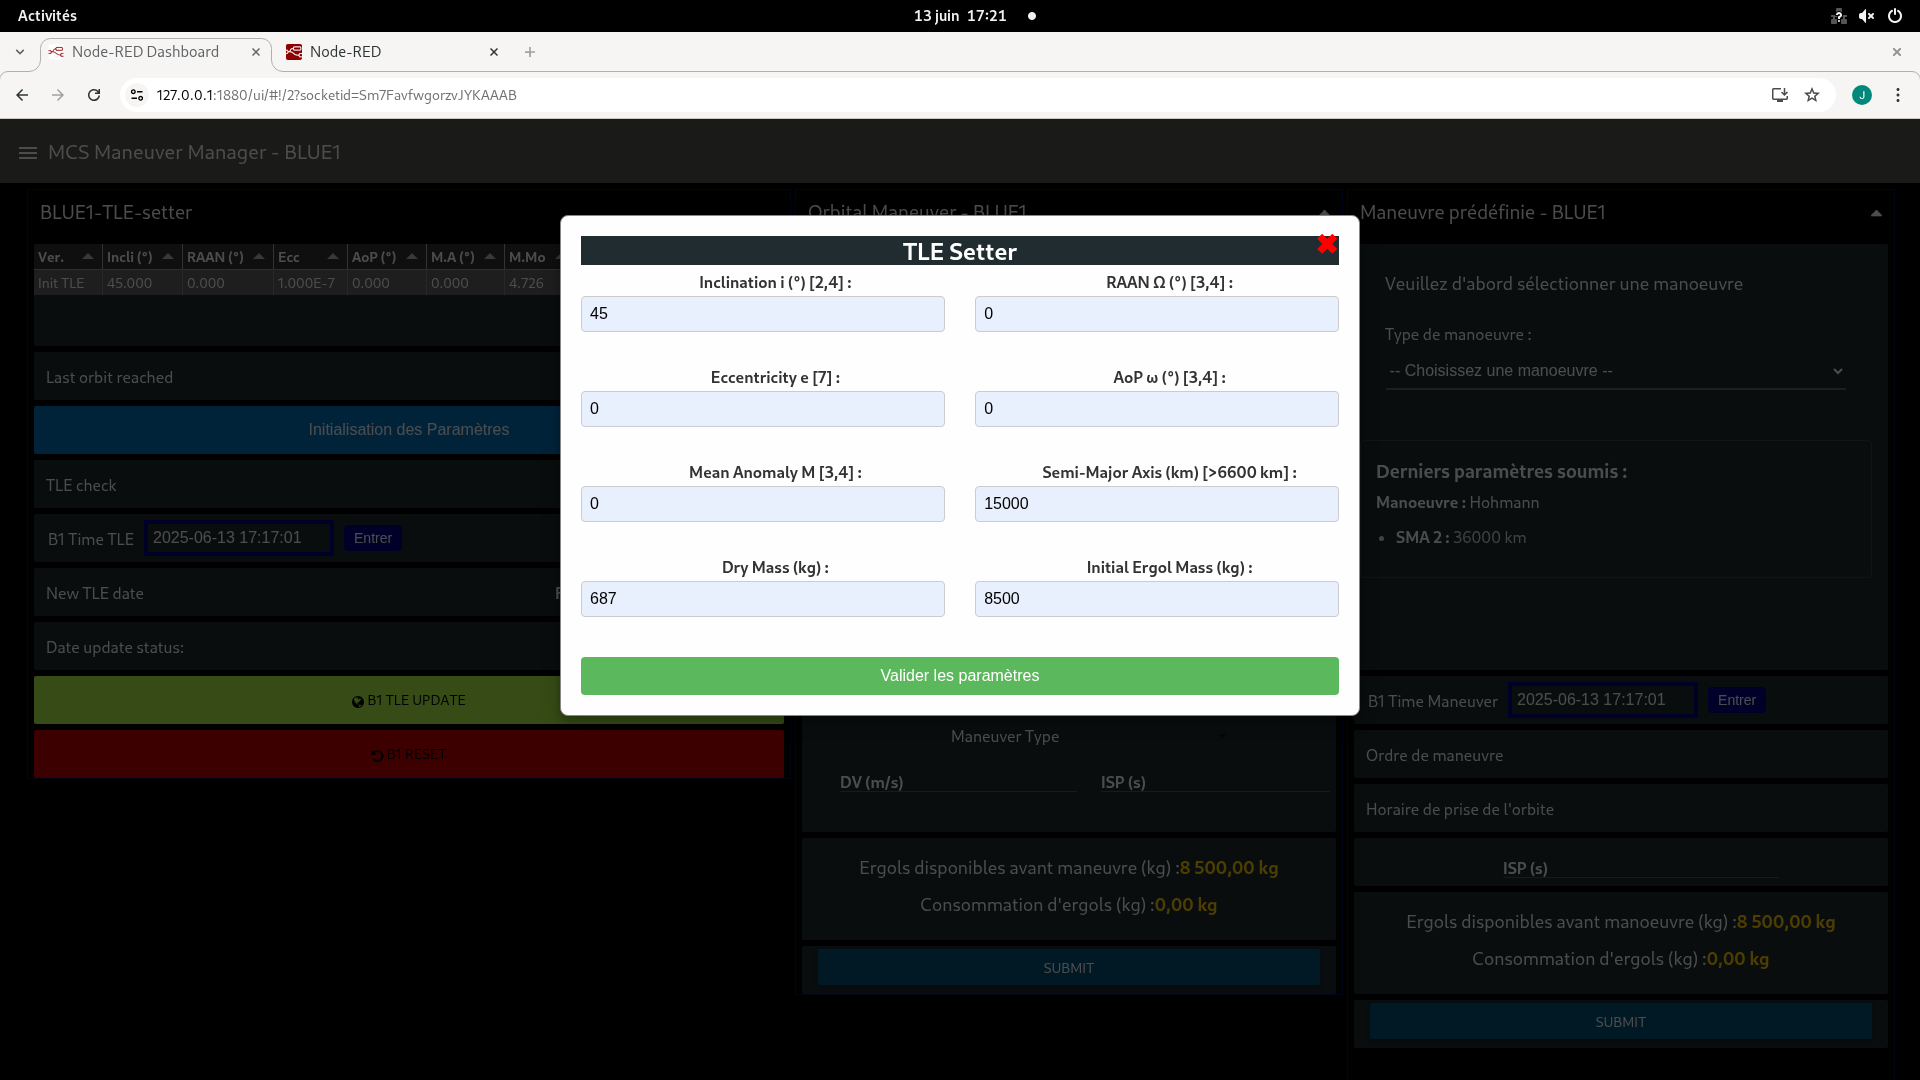 Activités
13 juin 17:21
Node-RED Dashboard
Node-RED
127.0.0.1:1880/ui/#!/2?socketid=Sm7FavfwgorzvJYKAAAB
J
MCS Maneuver Manager - BLUE1
BLUE1-TLE-setter
Ver. Incli (°) RAAN (°) Ecc AoP (°) M.A (°) M.Mo
Init TLE 45.000 0.000 1.000E-7 0.000 0.000 4.726
Last orbit reached
Initialisation des Paramètres
TLE check
B1 Time TLE 2025-06-13 17:17:01 Entrer
New TLE date
Date update status:
B1 TLE UPDATE
B1 RESET
Orbital Maneuver - BLUE1
TLE Setter
Inclination i (°) [2,4] : RAAN Ω (°) [3,4] :
45 0
Eccentricity e [7] : AoP ω (°) [3,4] :
0 0
Mean Anomaly M [3,4] : Semi-Major Axis (km) [>6600 km] :
0 15000
Dry Mass (kg) : Initial Ergol Mass (kg) :
687 8500
Valider les paramètres
Maneuver Type
DV (m/s) ISP (s)
Ergols disponibles avant maneuvre (kg) :8 500,00 kg
Consommation d'ergols (kg) :0,00 kg
SUBMIT
Maneuvre prédéfinie - BLUE1
Veuillez d'abord sélectionner une manoeuvre
Type de manoeuvre :
-- Choisissez une manoeuvre --
Derniers paramètres soumis :
Manoeuvre : Hohmann
• SMA 2 : 36000 km
B1 Time Maneuver 2025-06-13 17:17:01 Entrer
Ordre de maneuvre
Horaire de prise de l'orbite
ISP (s)
Ergols disponibles avant manoeuvre (kg) :8 500,00 kg
Consommation d'ergols (kg) :0,00 kg
SUBMIT